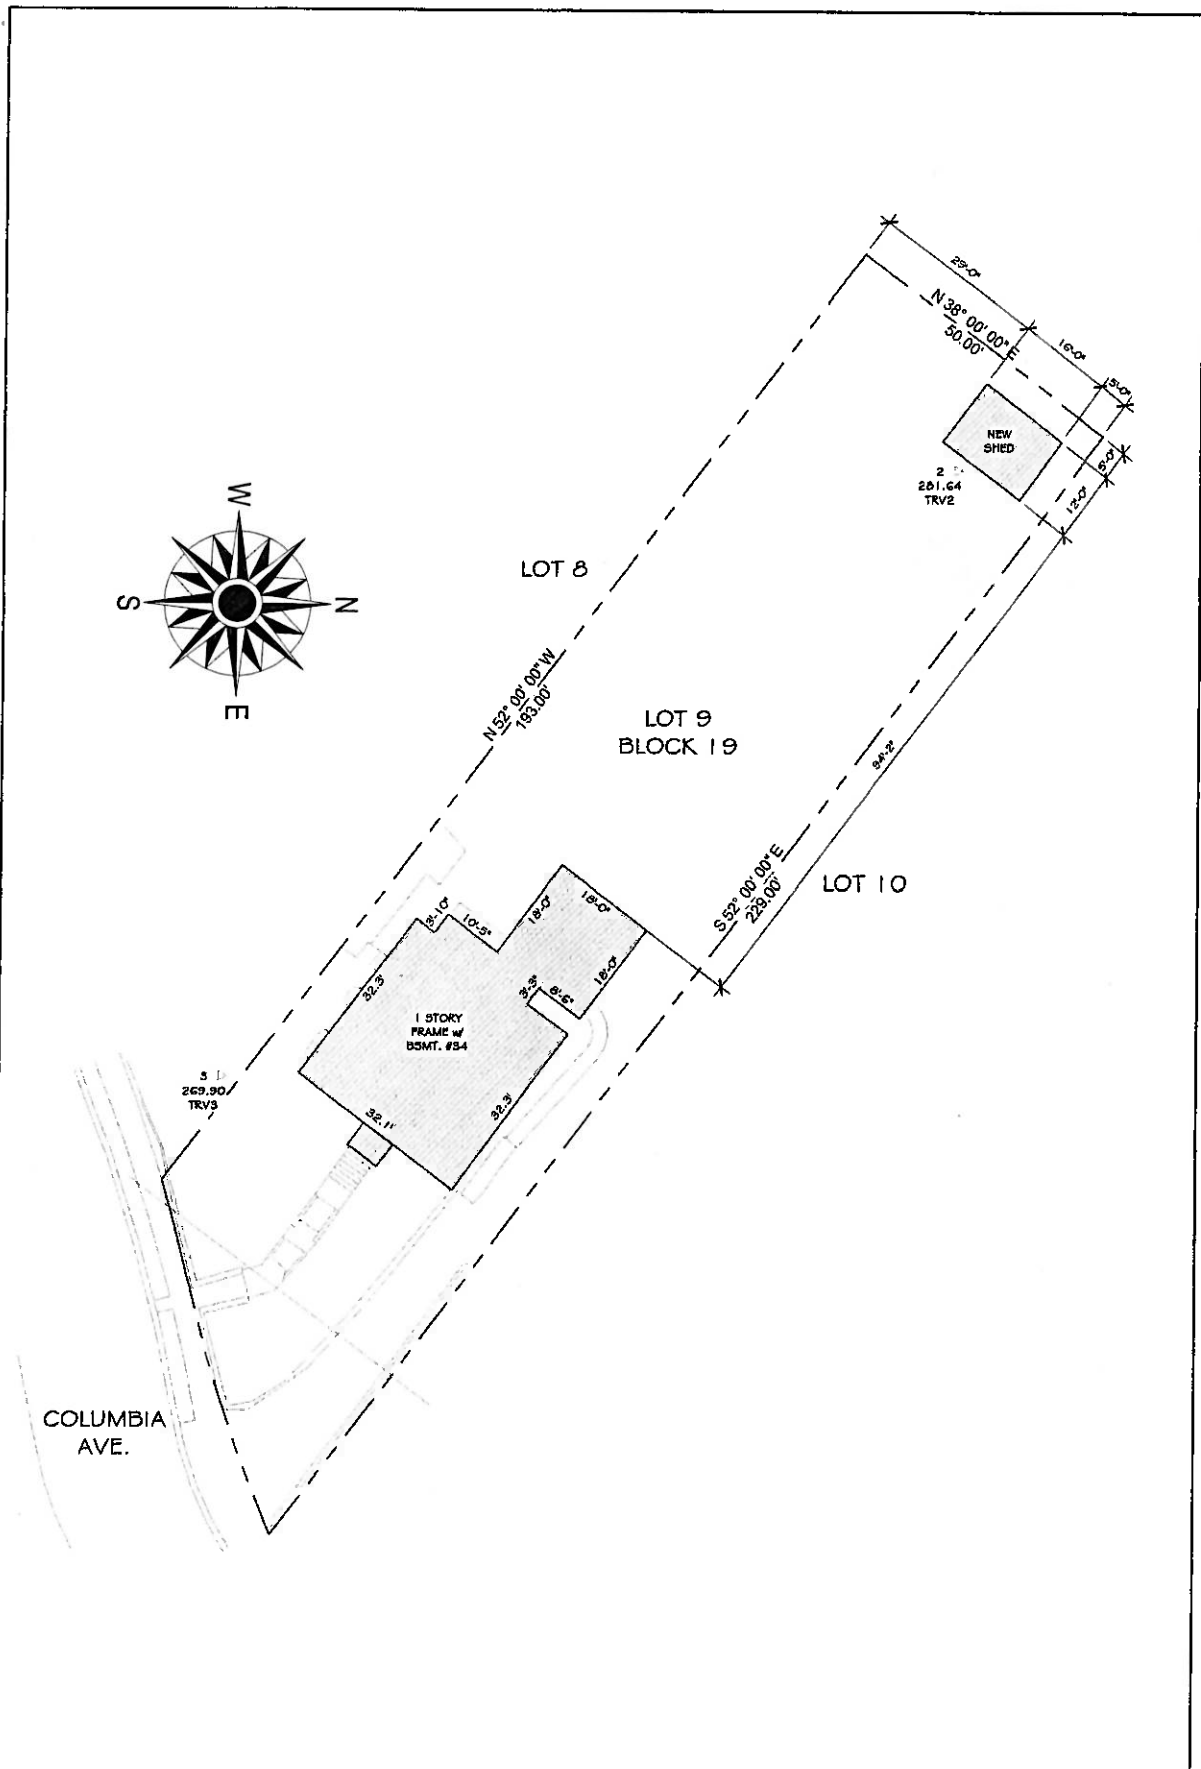 29'-0"
N 38° 00' 00" E
50.00'
16'-0"
5'-0"
NEW
SHED
5'-0"
12'-0"
2
281.64
TRV2
W
S
N
E
LOT 8
N 52° 00' 00" W
193.00'
LOT 9
BLOCK 19
94'-2"
S 52° 00' 00" E
229.00'
LOT 10
18'-0"
18'-0"
3'-10"
10'-5"
18'-0"
3'-3"
8'-6"
32.3'
1 STORY
FRAME w/
BSMT. #34
3
269.90
TRV3
32.3'
32.1'
COLUMBIA
AVE.